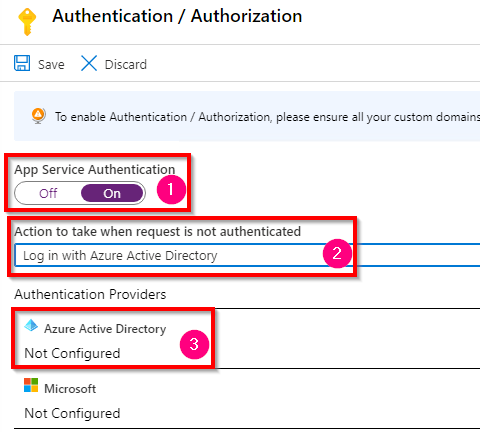 Authentication / Authorization
Save Discard
To enable Authentication / Authorization, please ensure all your custom domains
App Service Authentication
Off On 1
Action to take when request is not authenticated
Log in with Azure Active Directory 2
Authentication Providers
Azure Active Directory
Not Configured 3
Microsoft
Not Configured